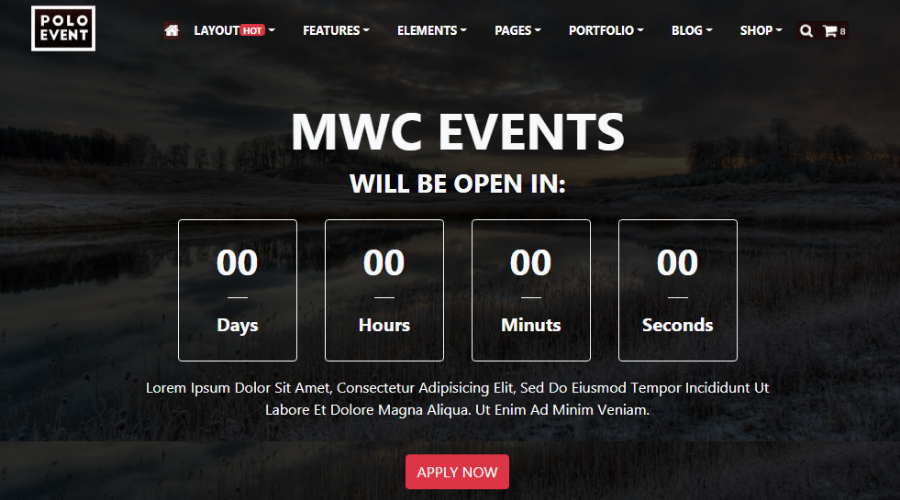 POLO
EVENT
LAYOUT HOT FEATURES ELEMENTS PAGES PORTFOLIO BLOG SHOP 8
MWC EVENTS
WILL BE OPEN IN:
00 00 00 00
Days Hours Minuts Seconds
Lorem Ipsum Dolor Sit Amet, Consectetur Adipisicing Elit, Sed Do Eiusmod Tempor Incididunt Ut
Labore Et Dolore Magna Aliqua. Ut Enim Ad Minim Veniam.
APPLY NOW